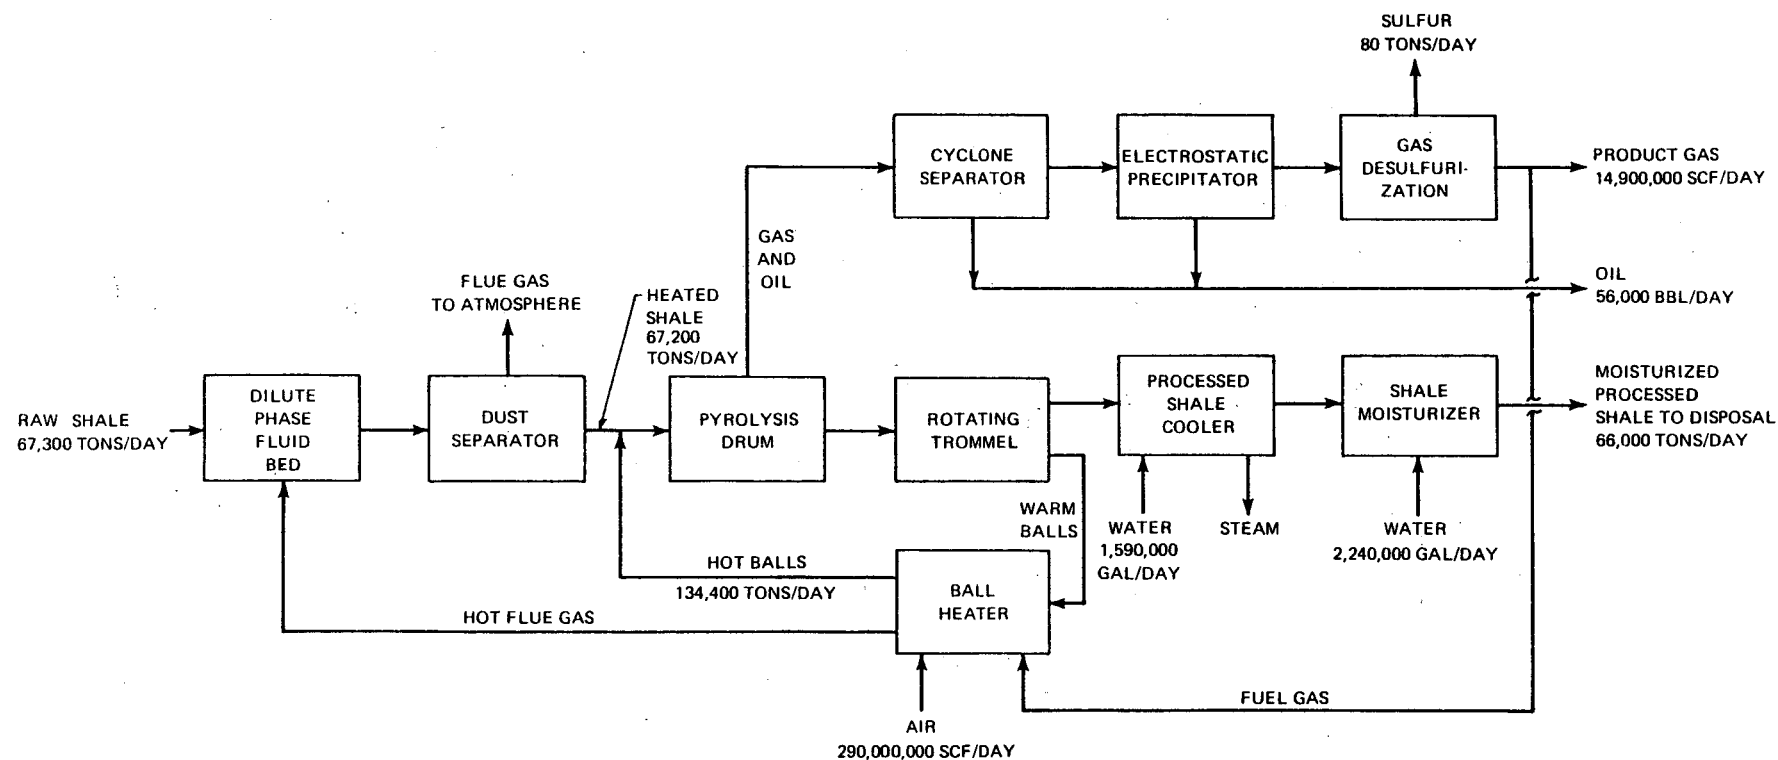 SULFUR
80 TONS/DAY
CYCLONE
SEPARATOR
ELECTROSTATIC
PRECIPITATOR
GAS
DESULFURI-
ZATION
PRODUCT GAS
14,900,000 SCF/DAY
GAS
AND
OIL
OIL
56,000 BBL/DAY
FLUE GAS
TO ATMOSPHERE
HEATED
SHALE
67,200
TONS/DAY
RAW SHALE
67,300 TONS/DAY
DILUTE
PHASE
FLUID
BED
DUST
SEPARATOR
PYROLYSIS
DRUM
ROTATING
TROMMEL
PROCESSED
SHALE
COOLER
SHALE
MOISTURIZER
MOISTURIZED
PROCESSED
SHALE TO DISPOSAL
66,000 TONS/DAY
WARM
BALLS
WATER
1,590,000
GAL/DAY
STEAM
WATER
2,240,000 GAL/DAY
HOT BALLS
134,400 TONS/DAY
HOT FLUE GAS
BALL
HEATER
FUEL GAS
AIR
290,000,000 SCF/DAY